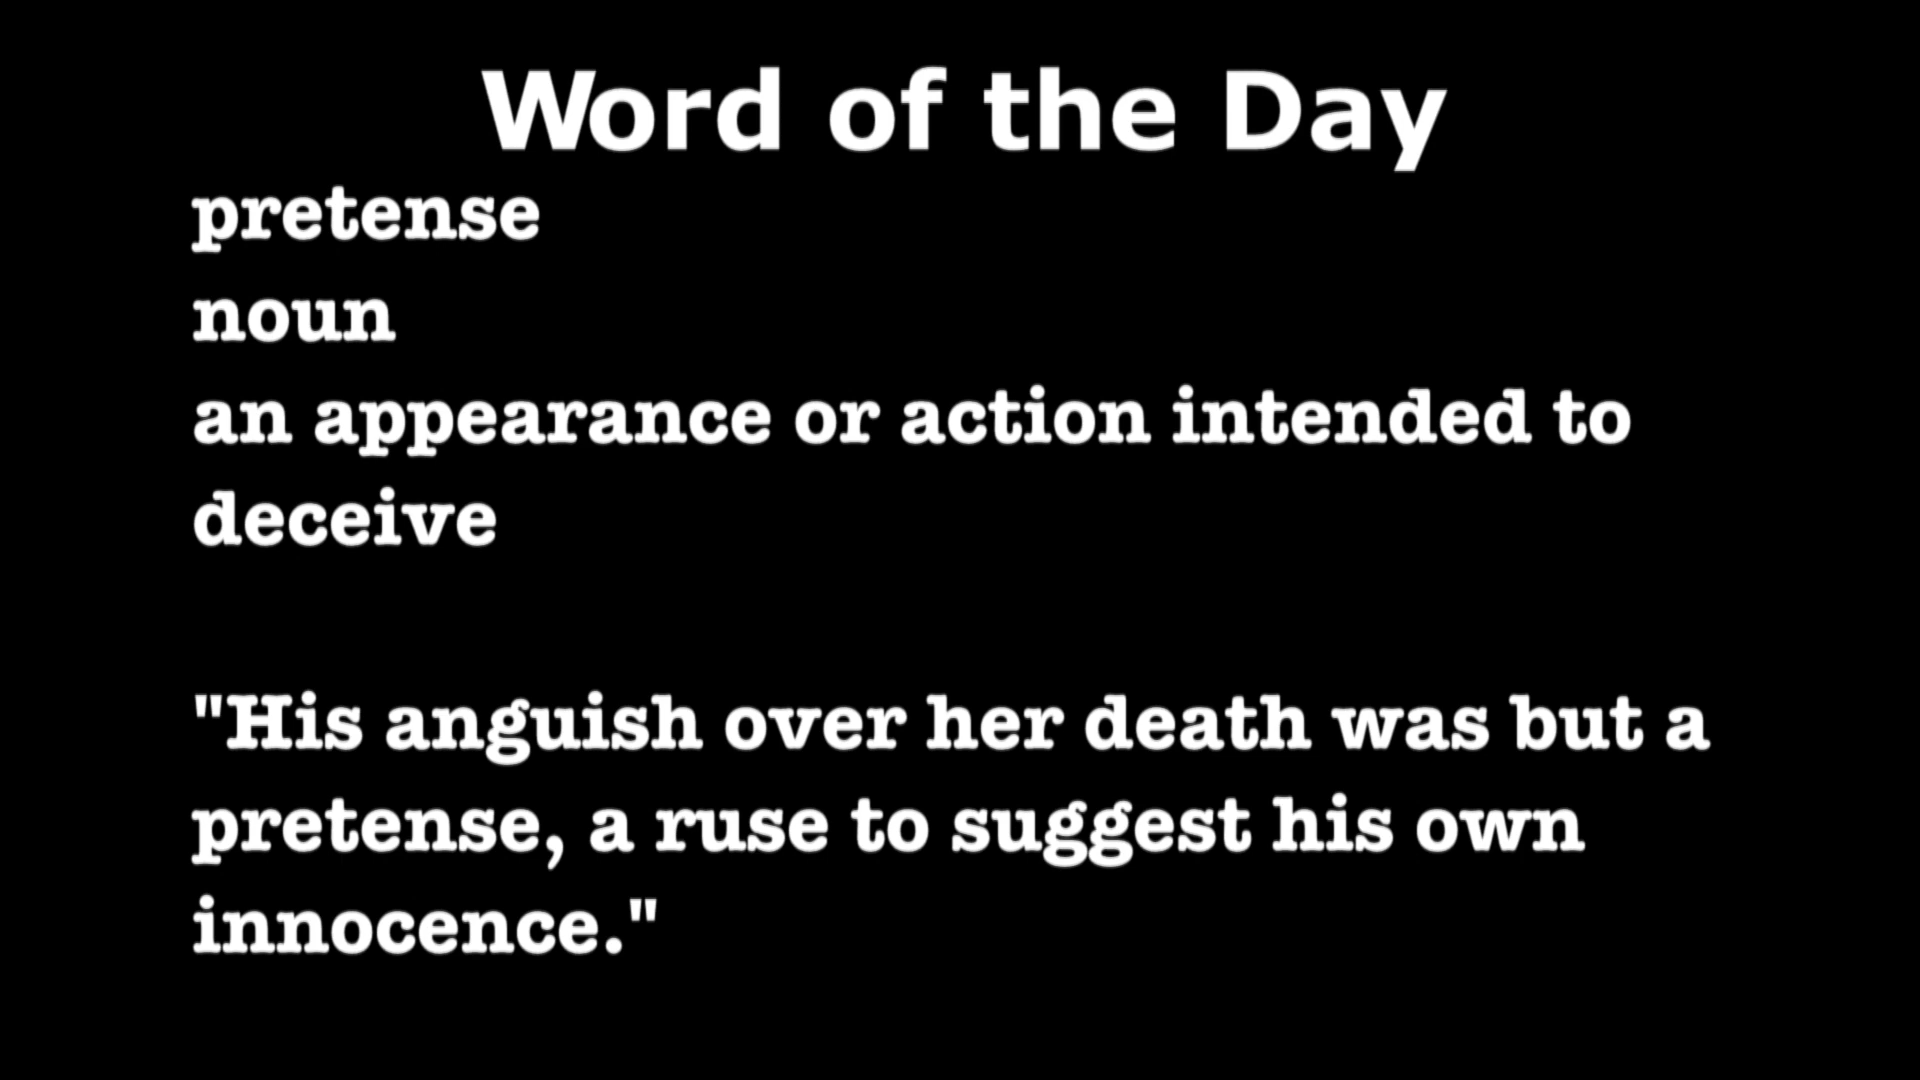 Word of the Day
pretense
noun
an appearance or action intended to
deceive
"His anguish over her death was but a
pretense, a ruse to suggest his own
innocence."